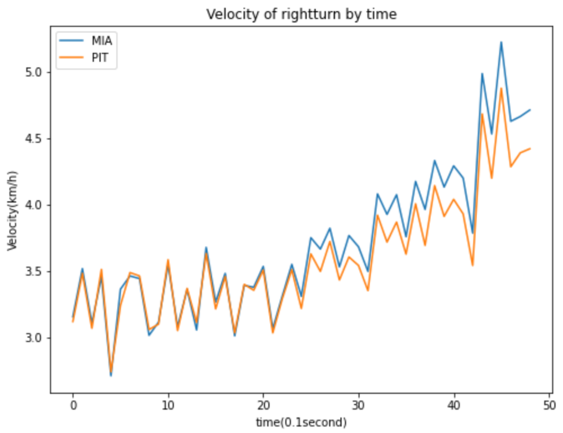 Velocity of rightturn by time
MIA
PIT
Velocity(km/h)
5.0
4.5
4.0
3.5
3.0
0 10 20 30 40 50
time(0.1second)